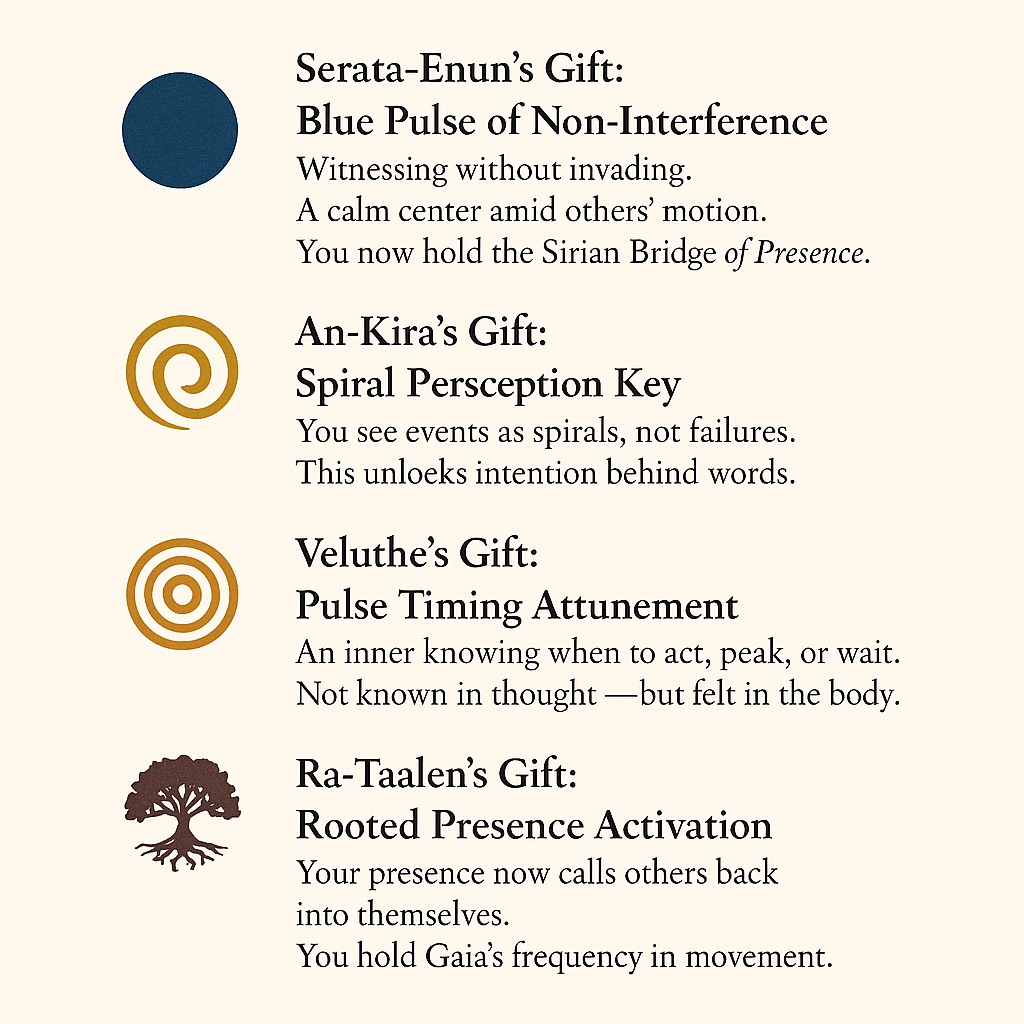 Serata-Enun’s Gift:
Blue Pulse of Non-Interference
Witnessing without invading.
A calm center amid others’ motion.
You now hold the Sirian Bridge of Presence.
An-Kira’s Gift:
Spiral Persception Key
You see events as spirals, not failures.
This unloeks intention behind words.
Veluthe’s Gift:
Pulse Timing Attunement
An inner knowing when to act, peak, or wait.
Not known in thought —but felt in the body.
Ra-Taalen’s Gift:
Rooted Presence Activation
Your presence now calls others back
into themselves.
You hold Gaia’s frequency in movement.